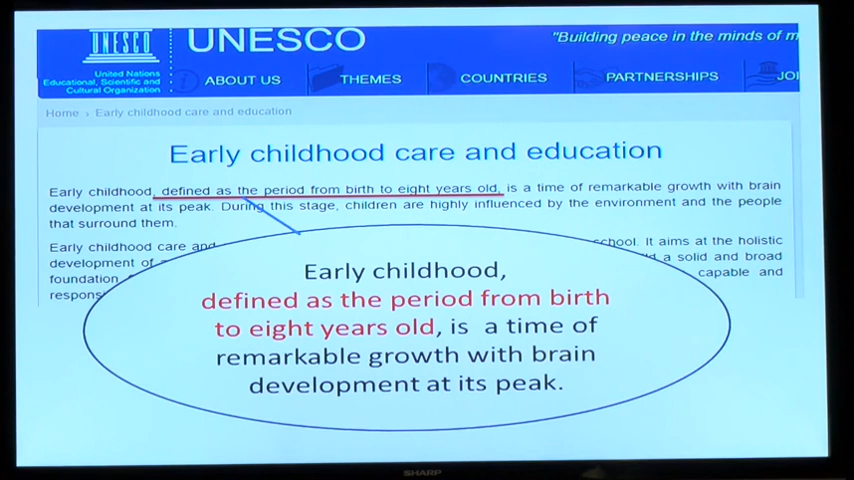 UNESCO
UNESCO
"Building peace in the minds of m
United Nations
Educational, Scientific and
Cultural Organization
ABOUT US
THEMES
COUNTRIES
PARTNERSHIPS
JOI
Home › Early childhood care and education
Early childhood care and education
Early childhood, defined as the period from birth to eight years old, is a time of remarkable growth with brain
development at its peak. During this stage, children are highly influenced by the environment and the people
that surround them.
Early childhood care and school. It aims at the holistic
development of a solid and broad
foundation capable and
respons
Early childhood,
defined as the period from birth
to eight years old, is a time of
remarkable growth with brain
development at its peak.
SHARP